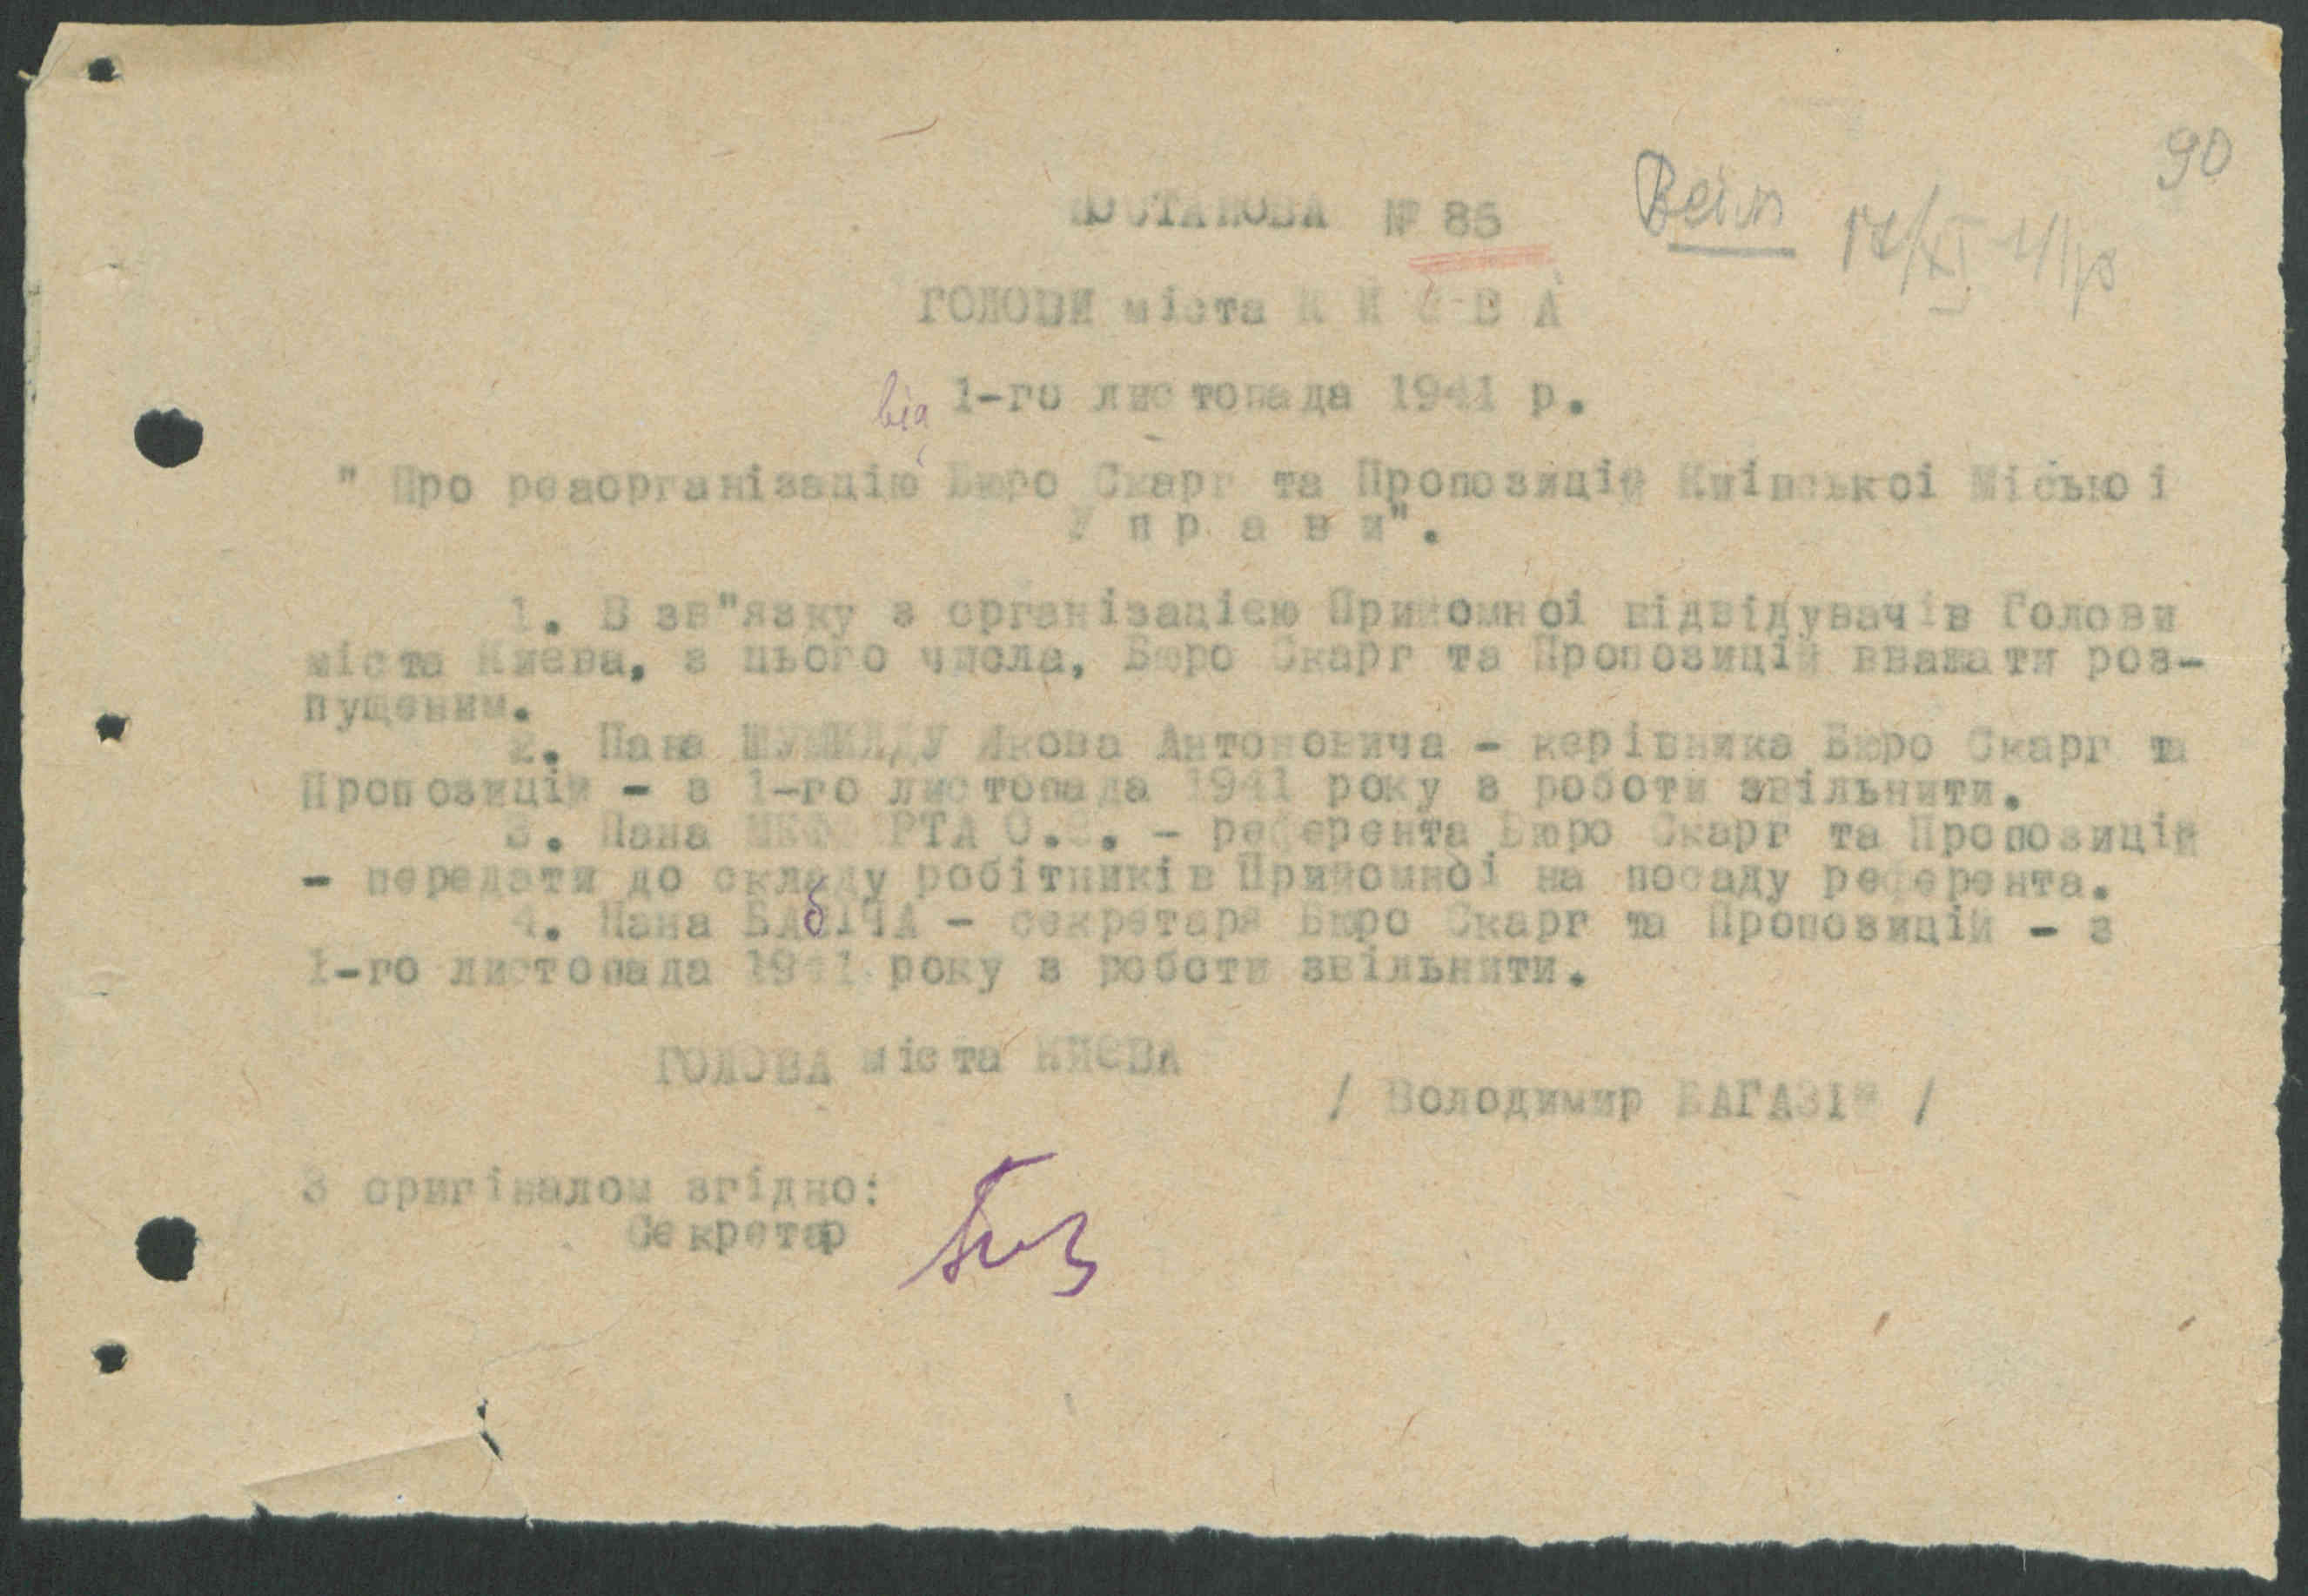 90
ПОСТАНОВА № 85
ГОЛОВИ міста К И Є В А
від 1-го листопада 1941 р.
" Про реаорганізацію Бюро Скарг та Пропозицій Київської Міської
У п р а в и".
1. В зв"язку з організацією Прийомної відвідувачів Голови
міста Києва, з цього числа, Бюро Скарг та Пропозицій вважати роз-
пущеним.
2. Пана Якова Антоновича - керівника Бюро Скарг та
Пропозицій - з 1-го листопада 1941 року з роботи звільнити.
3. Пана - референта Бюро Скарг та Пропозицій
- передати до складу робітників Прийомної на посаду референта.
4. Пана БАБІЧА - секретаря Бюро Скарг та Пропозицій - з
1-го листопада 1941 року з роботи звільнити.
ГОЛОВА міста КИЄВА
/ Володимир БАГАЗІЙ /
З оригіналом згідно:
Секретар